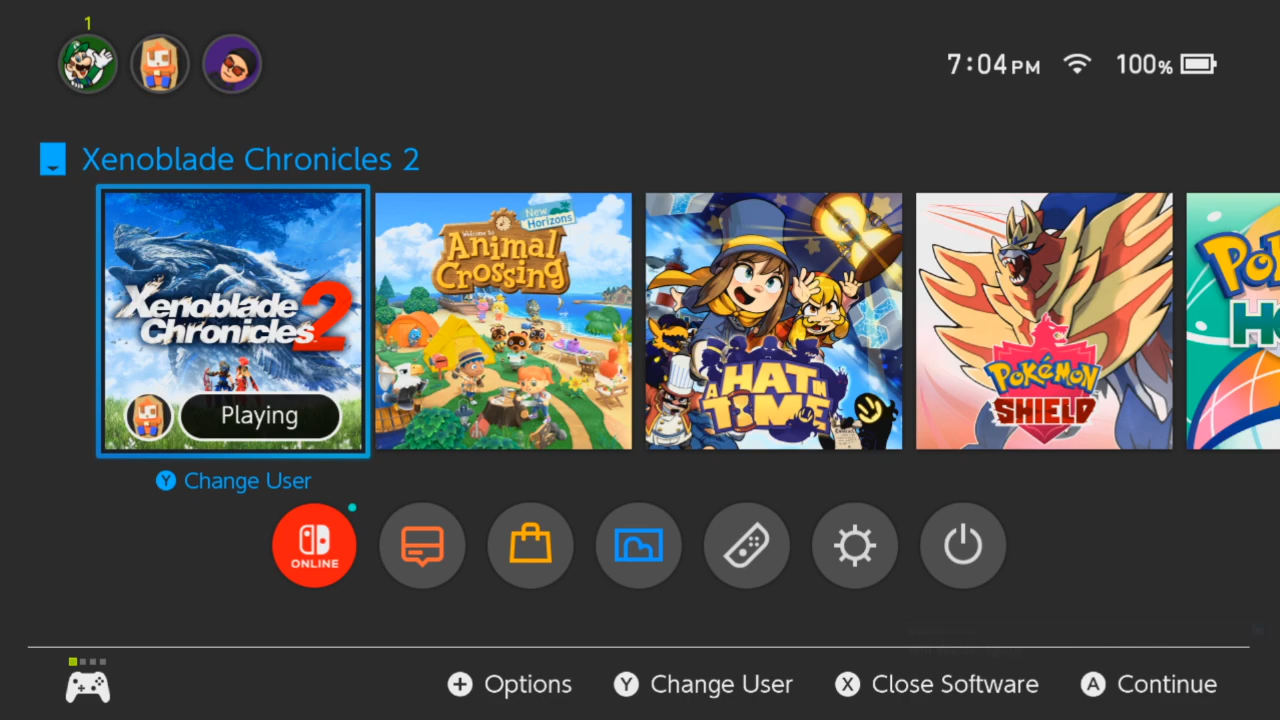 1
7:04PM 100%
Xenoblade Chronicles 2
Xenoblade
Chronicles 2
Playing
New
Horizons
Welcome to
Animal
Crossing
A HAT IN
TIME
POKÉMON
SHIELD
Y Change User
ONLINE
+ Options Y Change User X Close Software A Continue